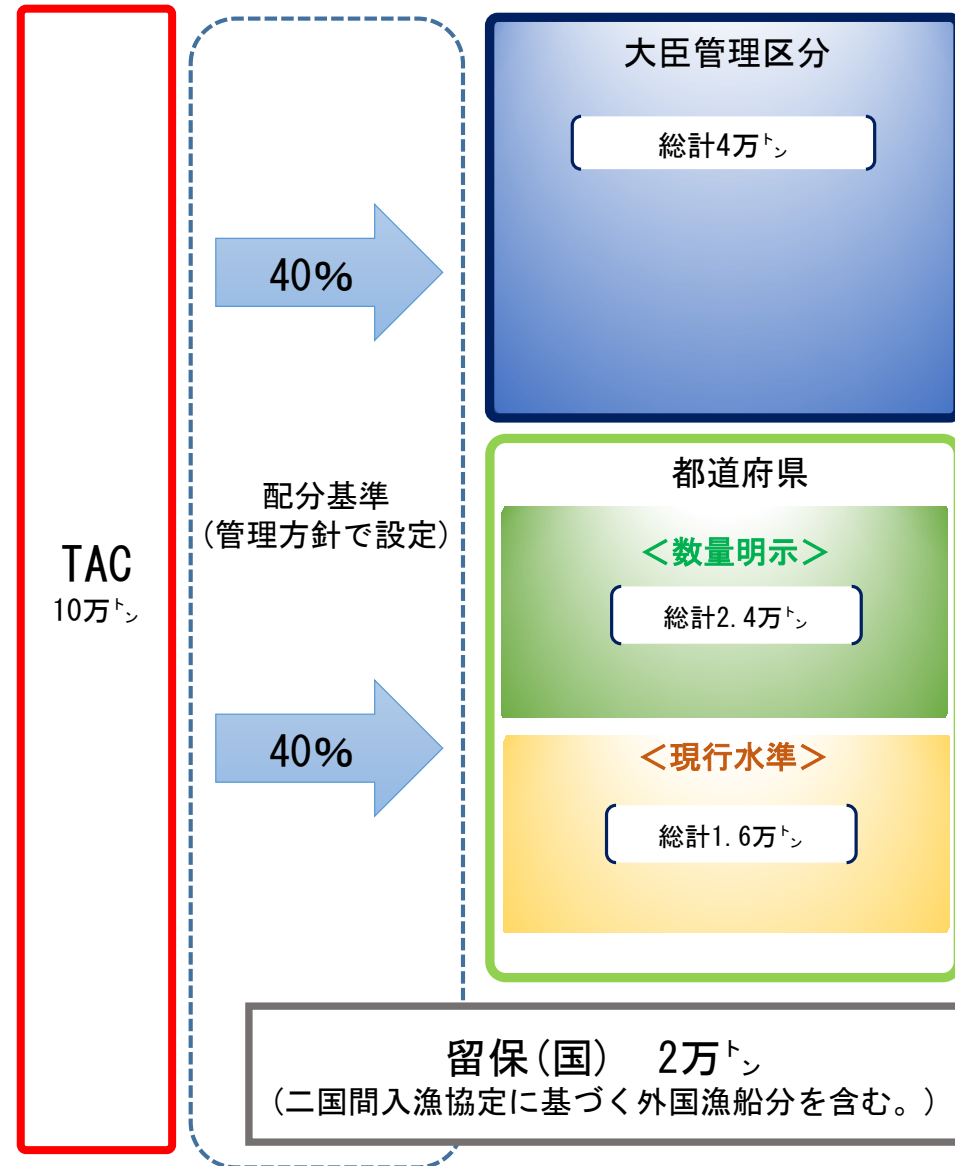 TAC
10万トン
40%
配分基準
(管理方針で設定)
40%
大臣管理区分
総計4万トン
都道府県
＜数量明示＞
総計2.4万トン
＜現行水準＞
総計1.6万トン
留保(国)　2万トン
(二国間入漁協定に基づく外国漁船分を含む。)